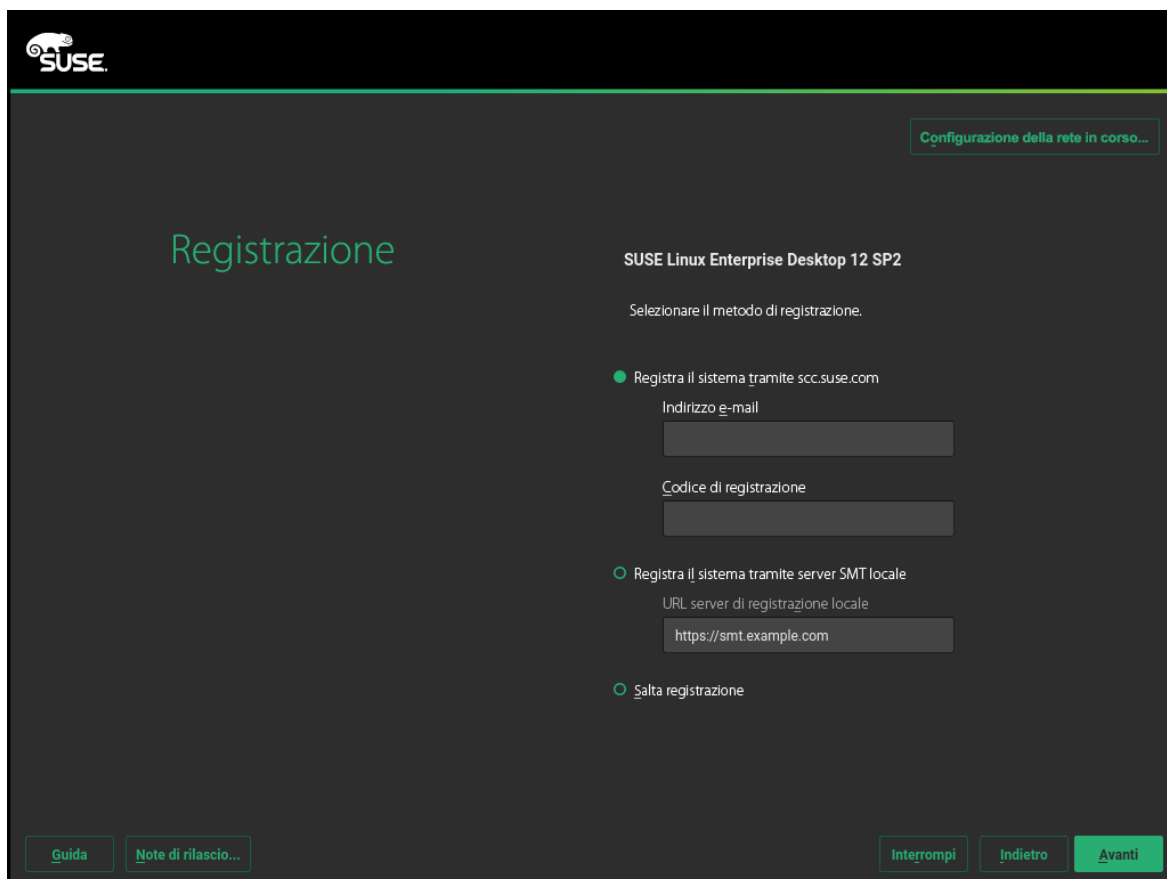 SUSE.
Configurazione della rete in corso...
Registrazione
SUSE Linux Enterprise Desktop 12 SP2
Selezionare il metodo di registrazione.
Registra il sistema tramite scc.suse.com
Indirizzo e-mail
Codice di registrazione
Registra il sistema tramite server SMT locale
URL server di registrazione locale
https://smt.example.com
Salta registrazione
Guida Note di rilascio... Interrompi Indietro Avanti